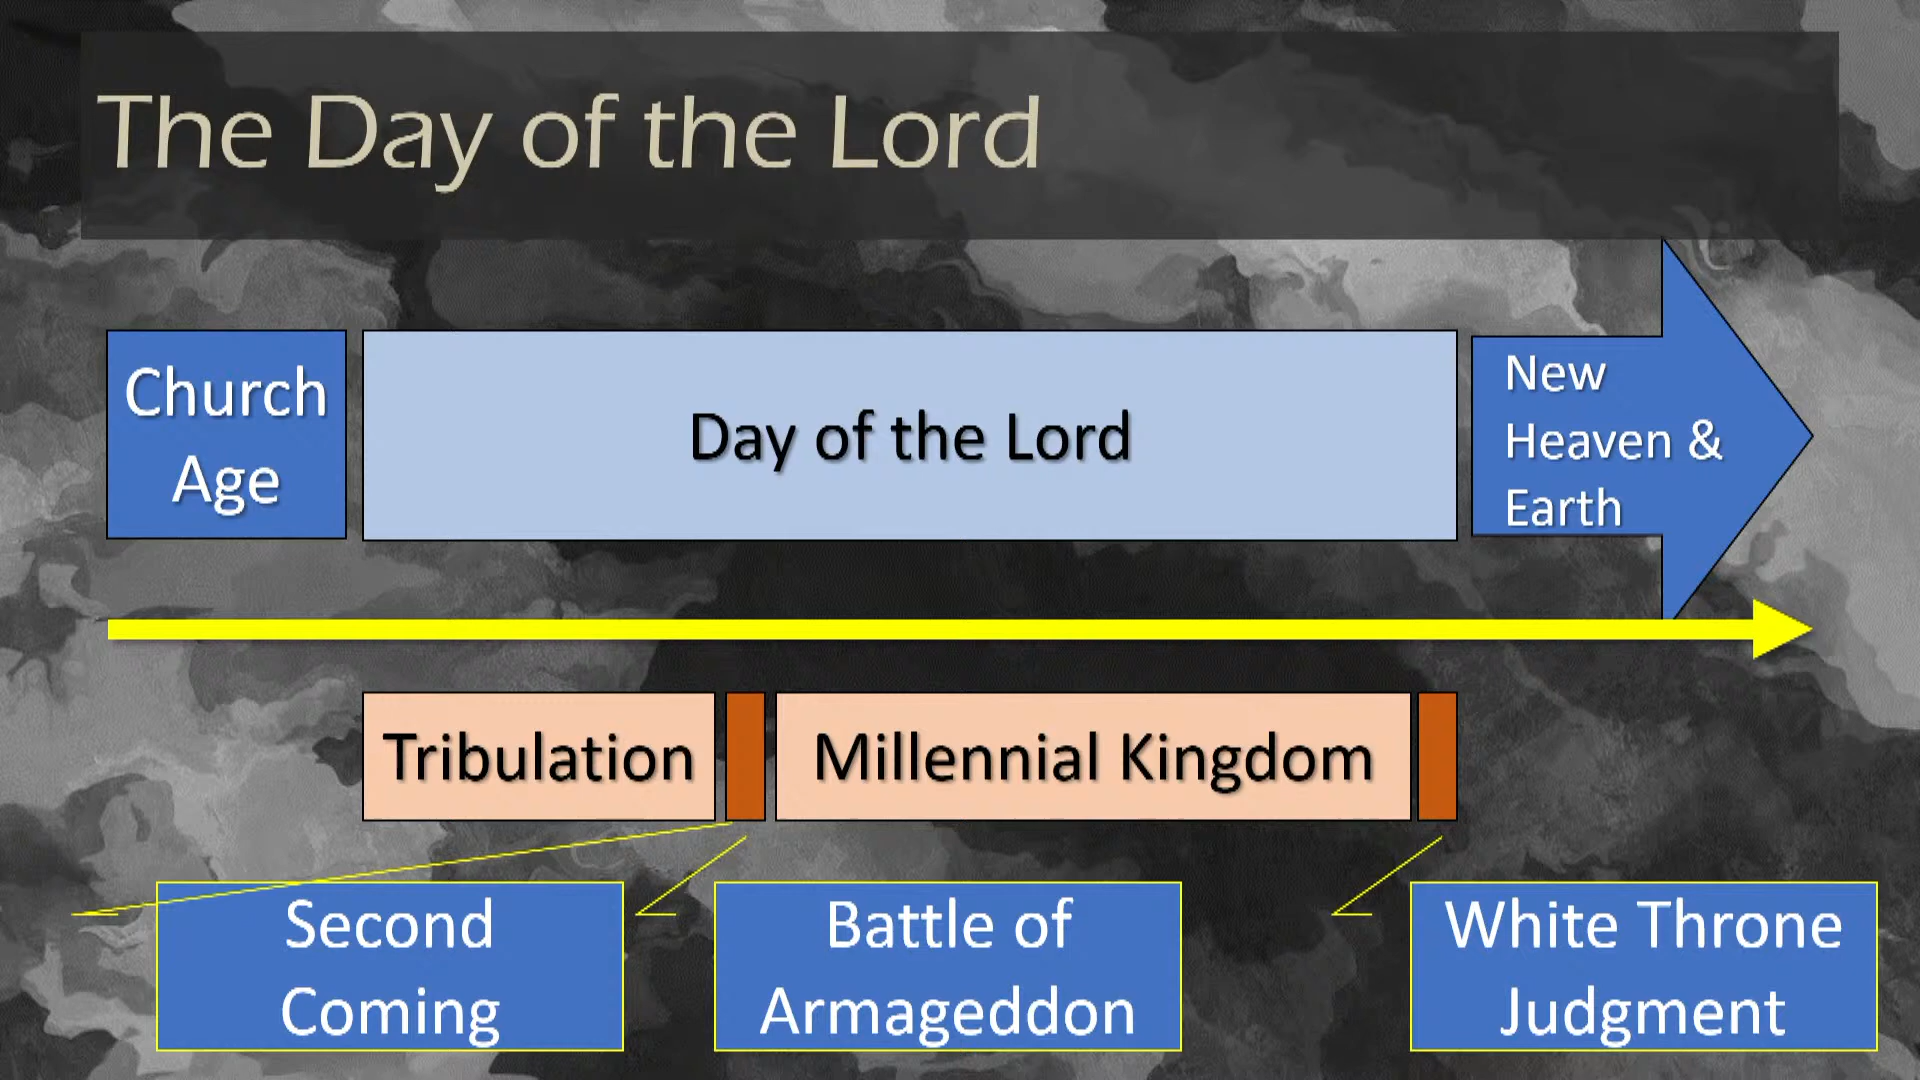 The Day of the Lord
Church
Age
Day of the Lord
New
Heaven &
Earth
Tribulation
Millennial Kingdom
Second
Coming
Battle of
Armageddon
White Throne
Judgment